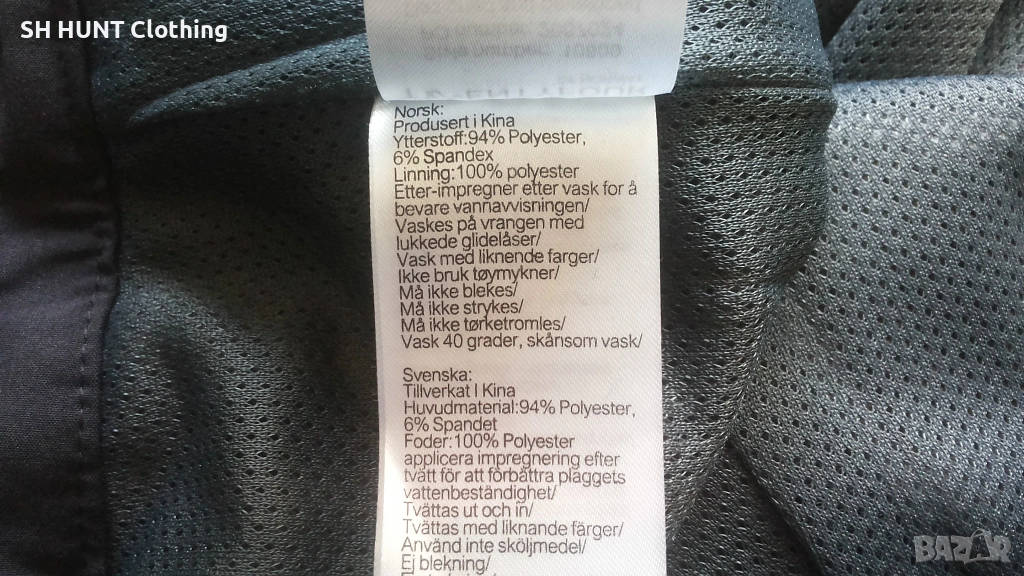 SH HUNT Clothing
Norsk:
Produsert i Kina
Ytterstoff:94% Polyester,
6% Spandex
Linning:100% polyester
Etter-impregner etter vask for å
bevare vannavvisningen/
Vaskes på vrangen med
lukkede glidelåser/
Vask med liknende farger/
Ikke bruk tøymykner/
Må ikke blekes/
Må ikke strykes/
Må ikke tørketromles/
Vask 40 grader, skånsom vask/
Svenska:
Tillverkat I Kina
Huvudmaterial:94% Polyester,
6% Spandet
Foder:100% Polyester
applicera impregnering efter
tvätt för att förbättra plaggets
vattenbeständighet/
Tvättas ut och in/
Tvättas med liknande färger/
Använd inte sköljmedel/
Ej blekning/
BAZAR